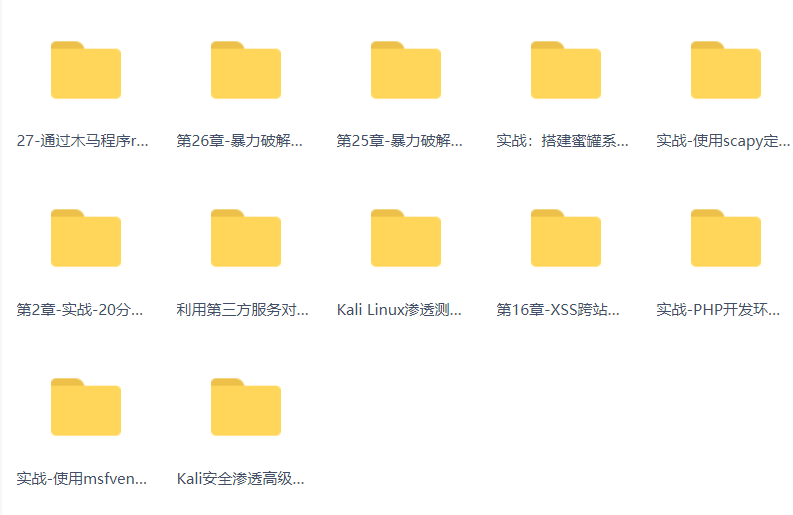 27-通过木马程序r...
第26章-暴力破解...
第25章-暴力破解...
实战：搭建蜜罐系...
实战-使用scapy定...
第2章-实战-20分...
利用第三方服务对...
Kali Linux渗透测...
第16章-XSS跨站...
实战-PHP开发环...
实战-使用msfven...
Kali安全渗透高级...